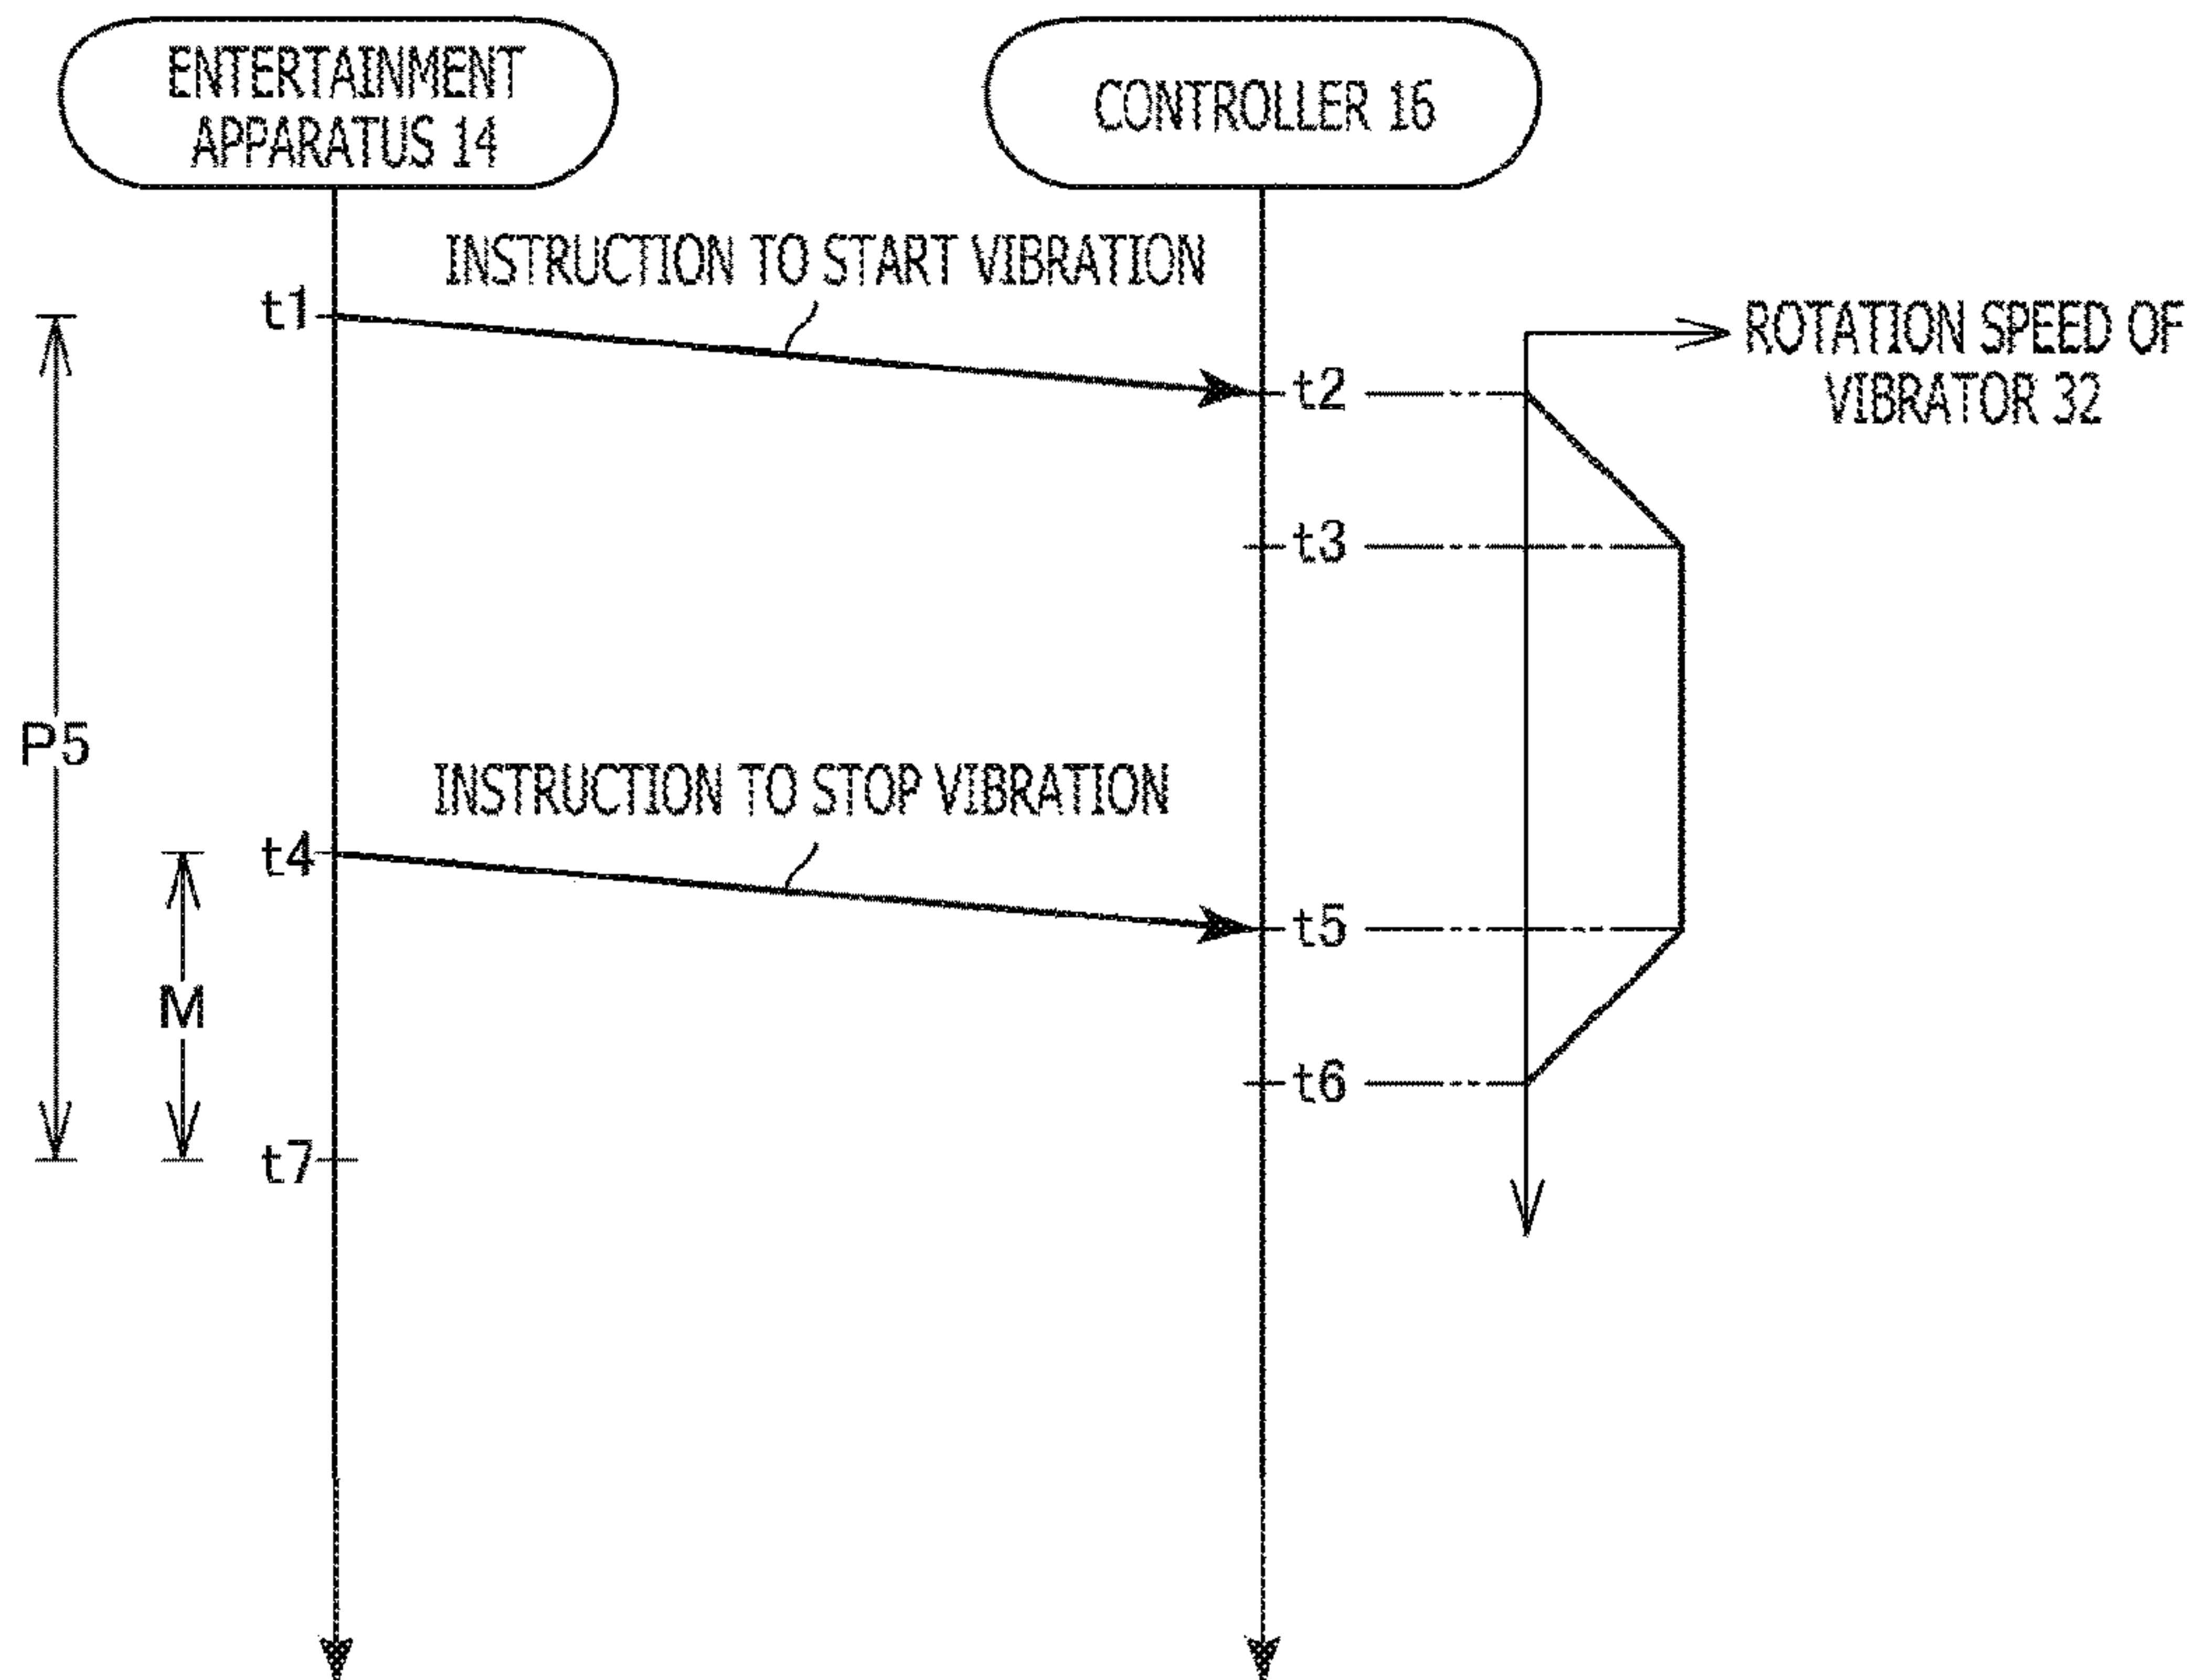 ENTERTAINMENT
APPARATUS 14
CONTROLLER 16
INSTRUCTION TO START VIBRATION
t1
ROTATION SPEED OF
VIBRATOR 32
t2
t3
P5
INSTRUCTION TO STOP VIBRATION
t4
t5
M
t6
t7